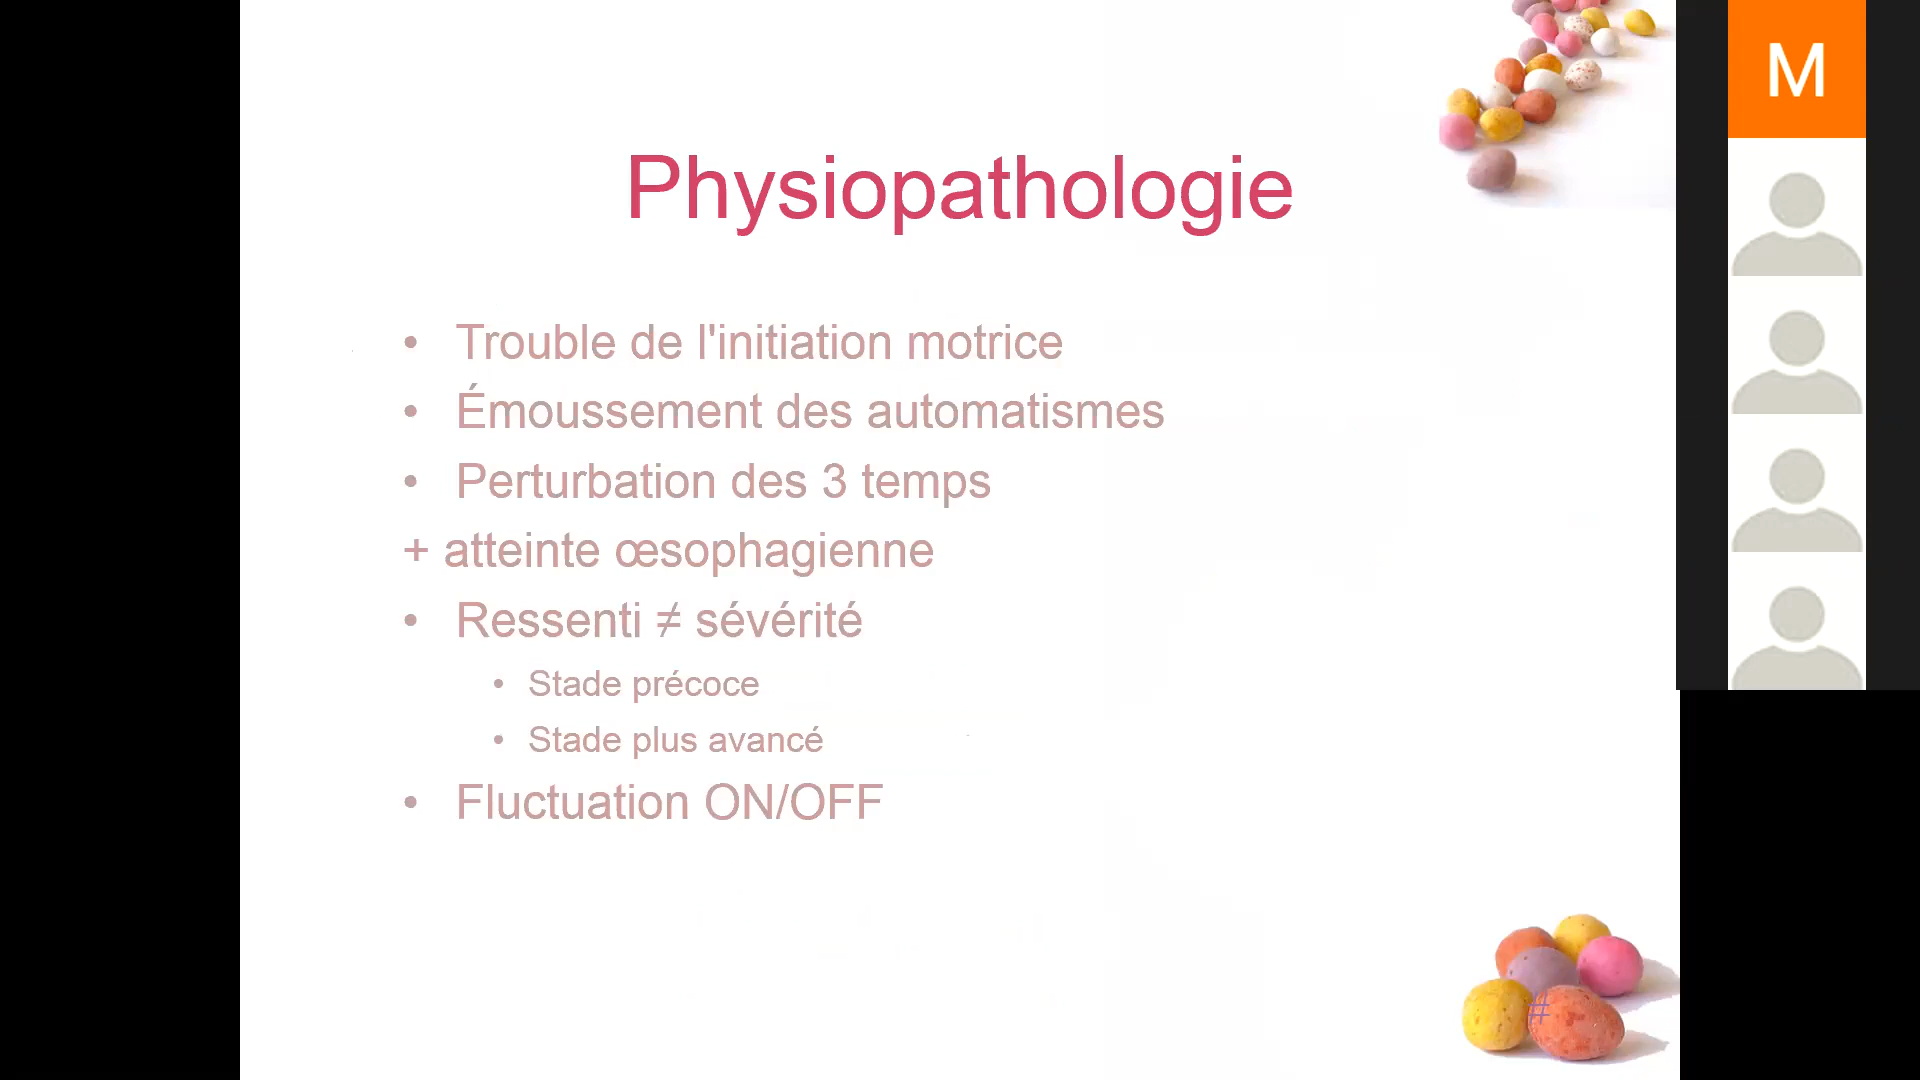 Physiopathologie
• Trouble de l'initiation motrice
• Émoussement des automatismes
• Perturbation des 3 temps
+ atteinte œsophagienne
• Ressenti ≠ sévérité
• Stade précoce
• Stade plus avancé
• Fluctuation ON/OFF
#
M